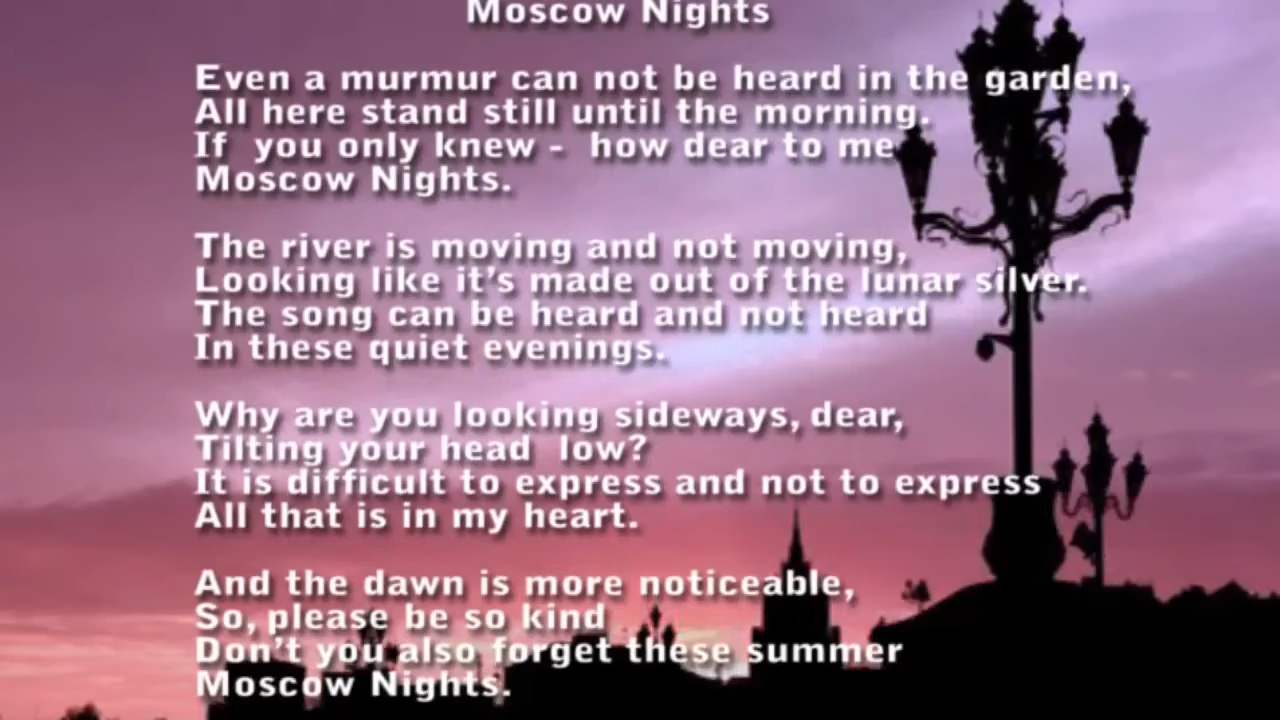 Moscow Nights
Even a murmur can not be heard in the garden,
All here stand still until the morning.
If you only knew - how dear to me
Moscow Nights.
The river is moving and not moving,
Looking like it's made out of the lunar silver.
The song can be heard and not heard
In these quiet evenings.
Why are you looking sideways, dear,
Tilting your head low?
It is difficult to express and not to express
All that is in my heart.
And the dawn is more noticeable,
So, please be so kind
Don't you also forget these summer
Moscow Nights.